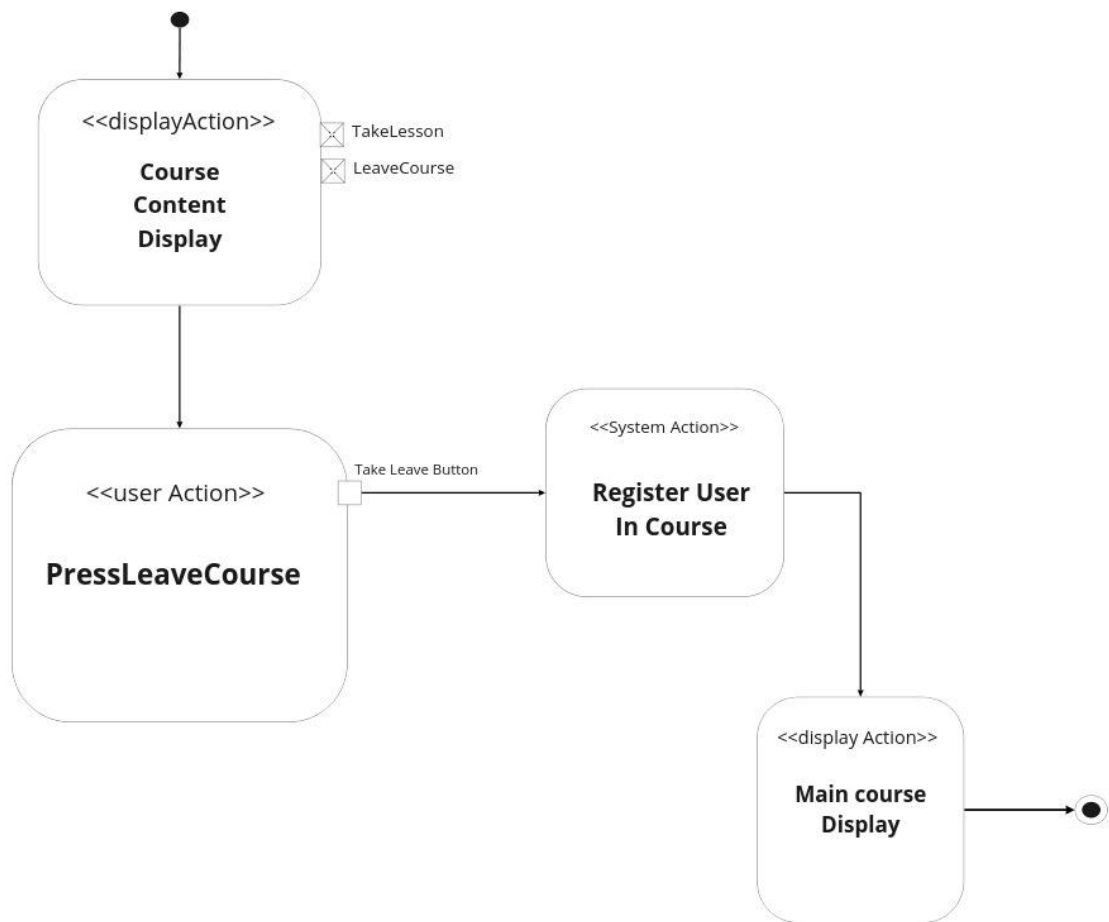 <<displayAction>>
Course
Content
Display
TakeLesson
LeaveCourse
<<user Action>>
PressLeaveCourse
Take Leave Button
<<System Action>>
Register User
In Course
<<display Action>>
Main course
Display